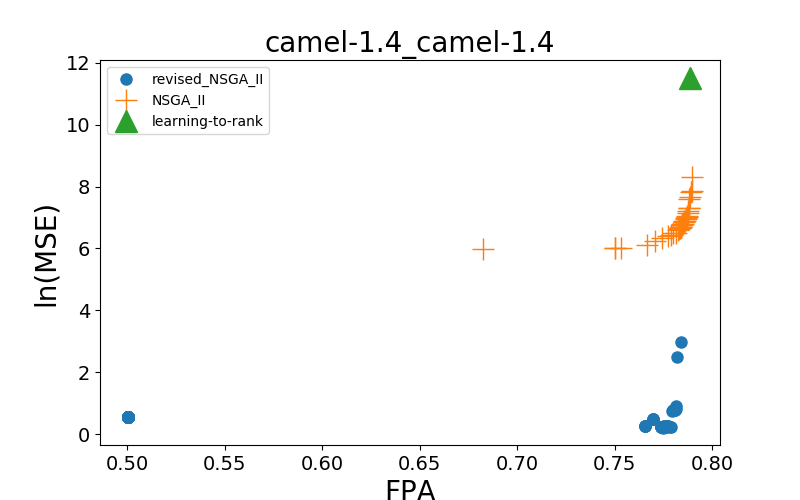 camel-1.4_camel-1.4
revised_NSGA_II
NSGA_II
learning-to-rank
12
10
8
6
4
2
0
ln(MSE)
0.50 0.55 0.60 0.65 0.70 0.75 0.80
FPA